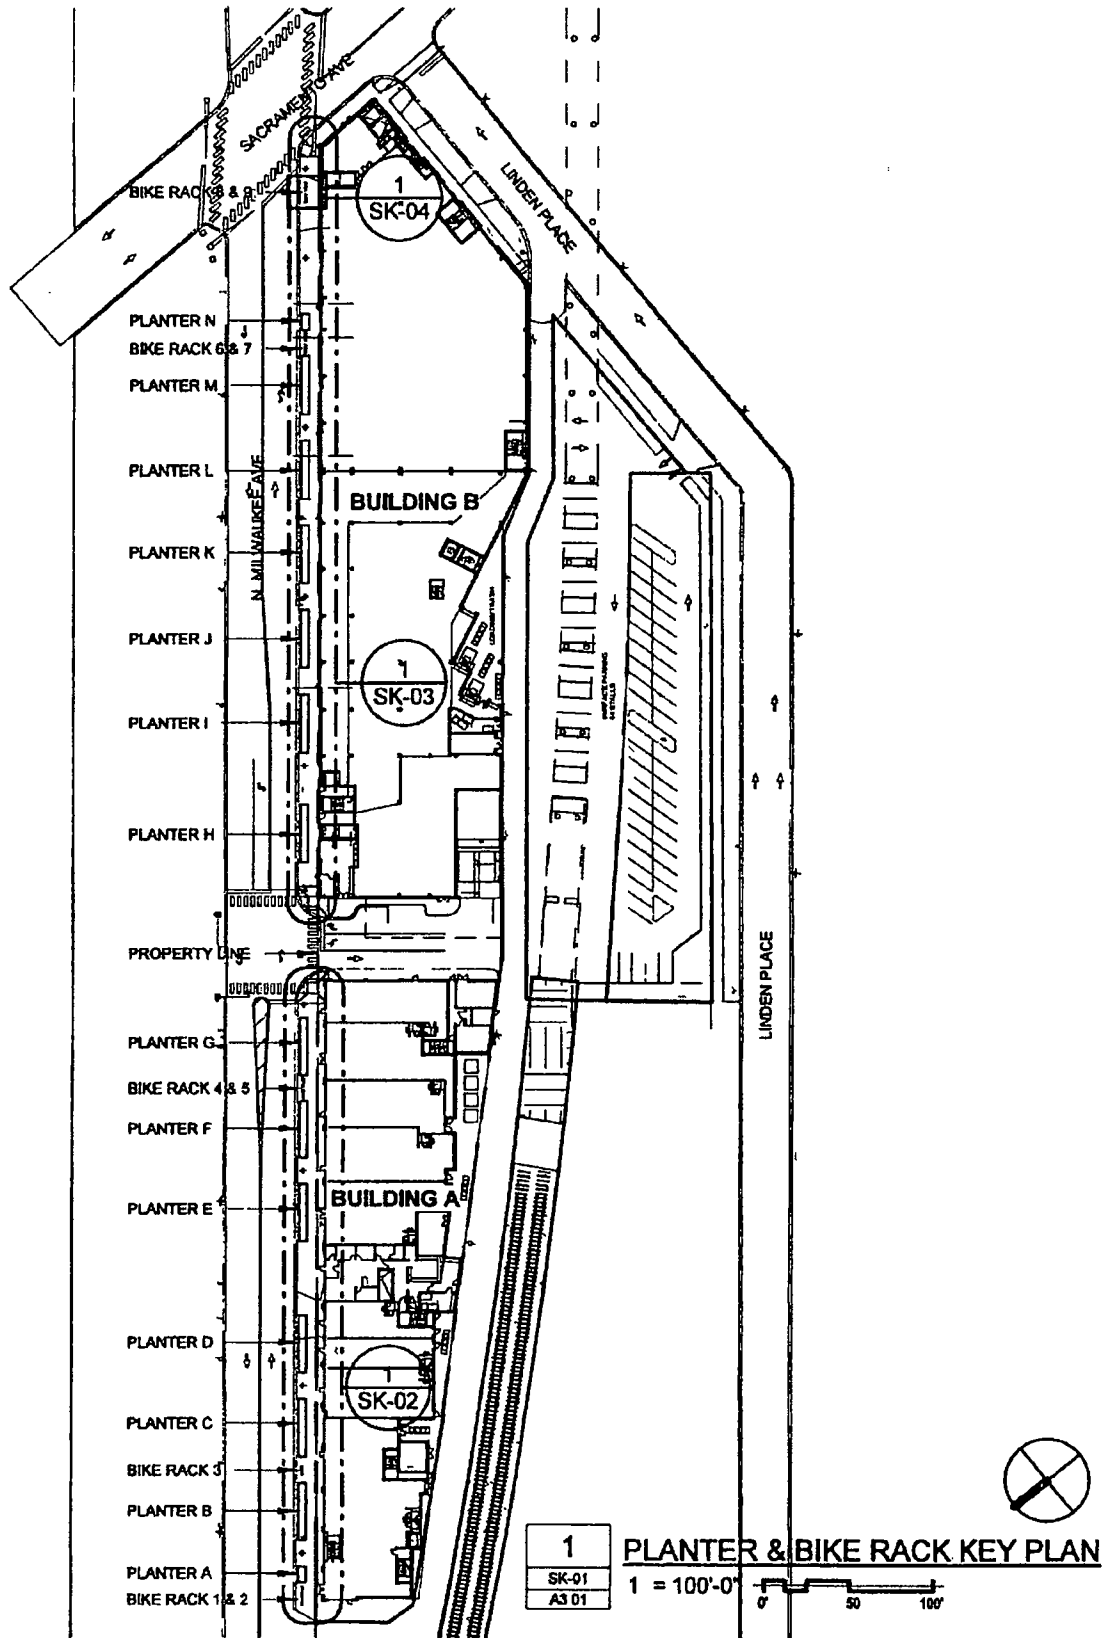 SACRAMENTO AVE
LINDEN PLACE
BIKE RACK 8 & 9
1
SK-04
PLANTER N
BIKE RACK 6 & 7
PLANTER M
PLANTER L
N. MILWAUKEE AVE
BUILDING B
PLANTER K
PLANTER J
1
SK-03
SURFACE PARKING
PLANTER I
PLANTER H
PROPERTY LINE
LINDEN PLACE
PLANTER G
BIKE RACK 4 & 5
PLANTER F
BUILDING A
PLANTER E
PLANTER D
1
SK-02
PLANTER C
BIKE RACK 3
PLANTER B
PLANTER A
BIKE RACK 1 & 2
1
SK-01
A3 01
PLANTER & BIKE RACK KEY PLAN
1 = 100'-0"
0' 50 100'